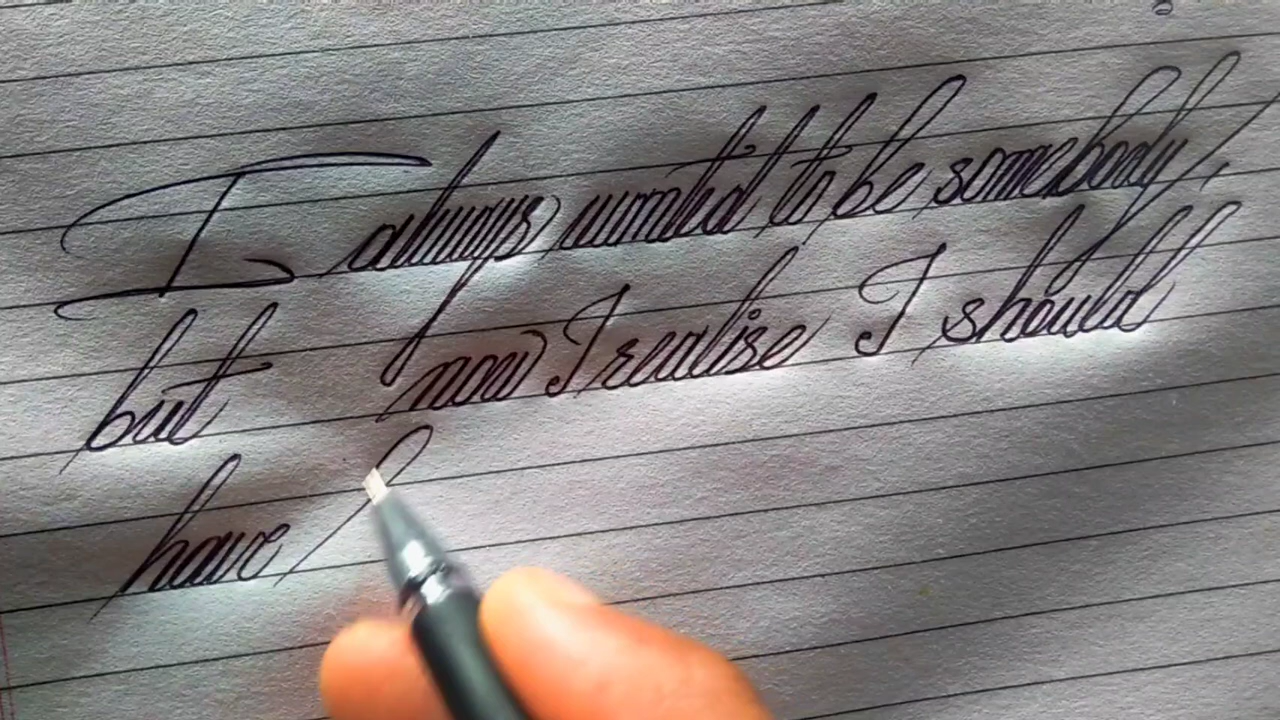 I always wanted to be somebody,
but now I realise I should
have